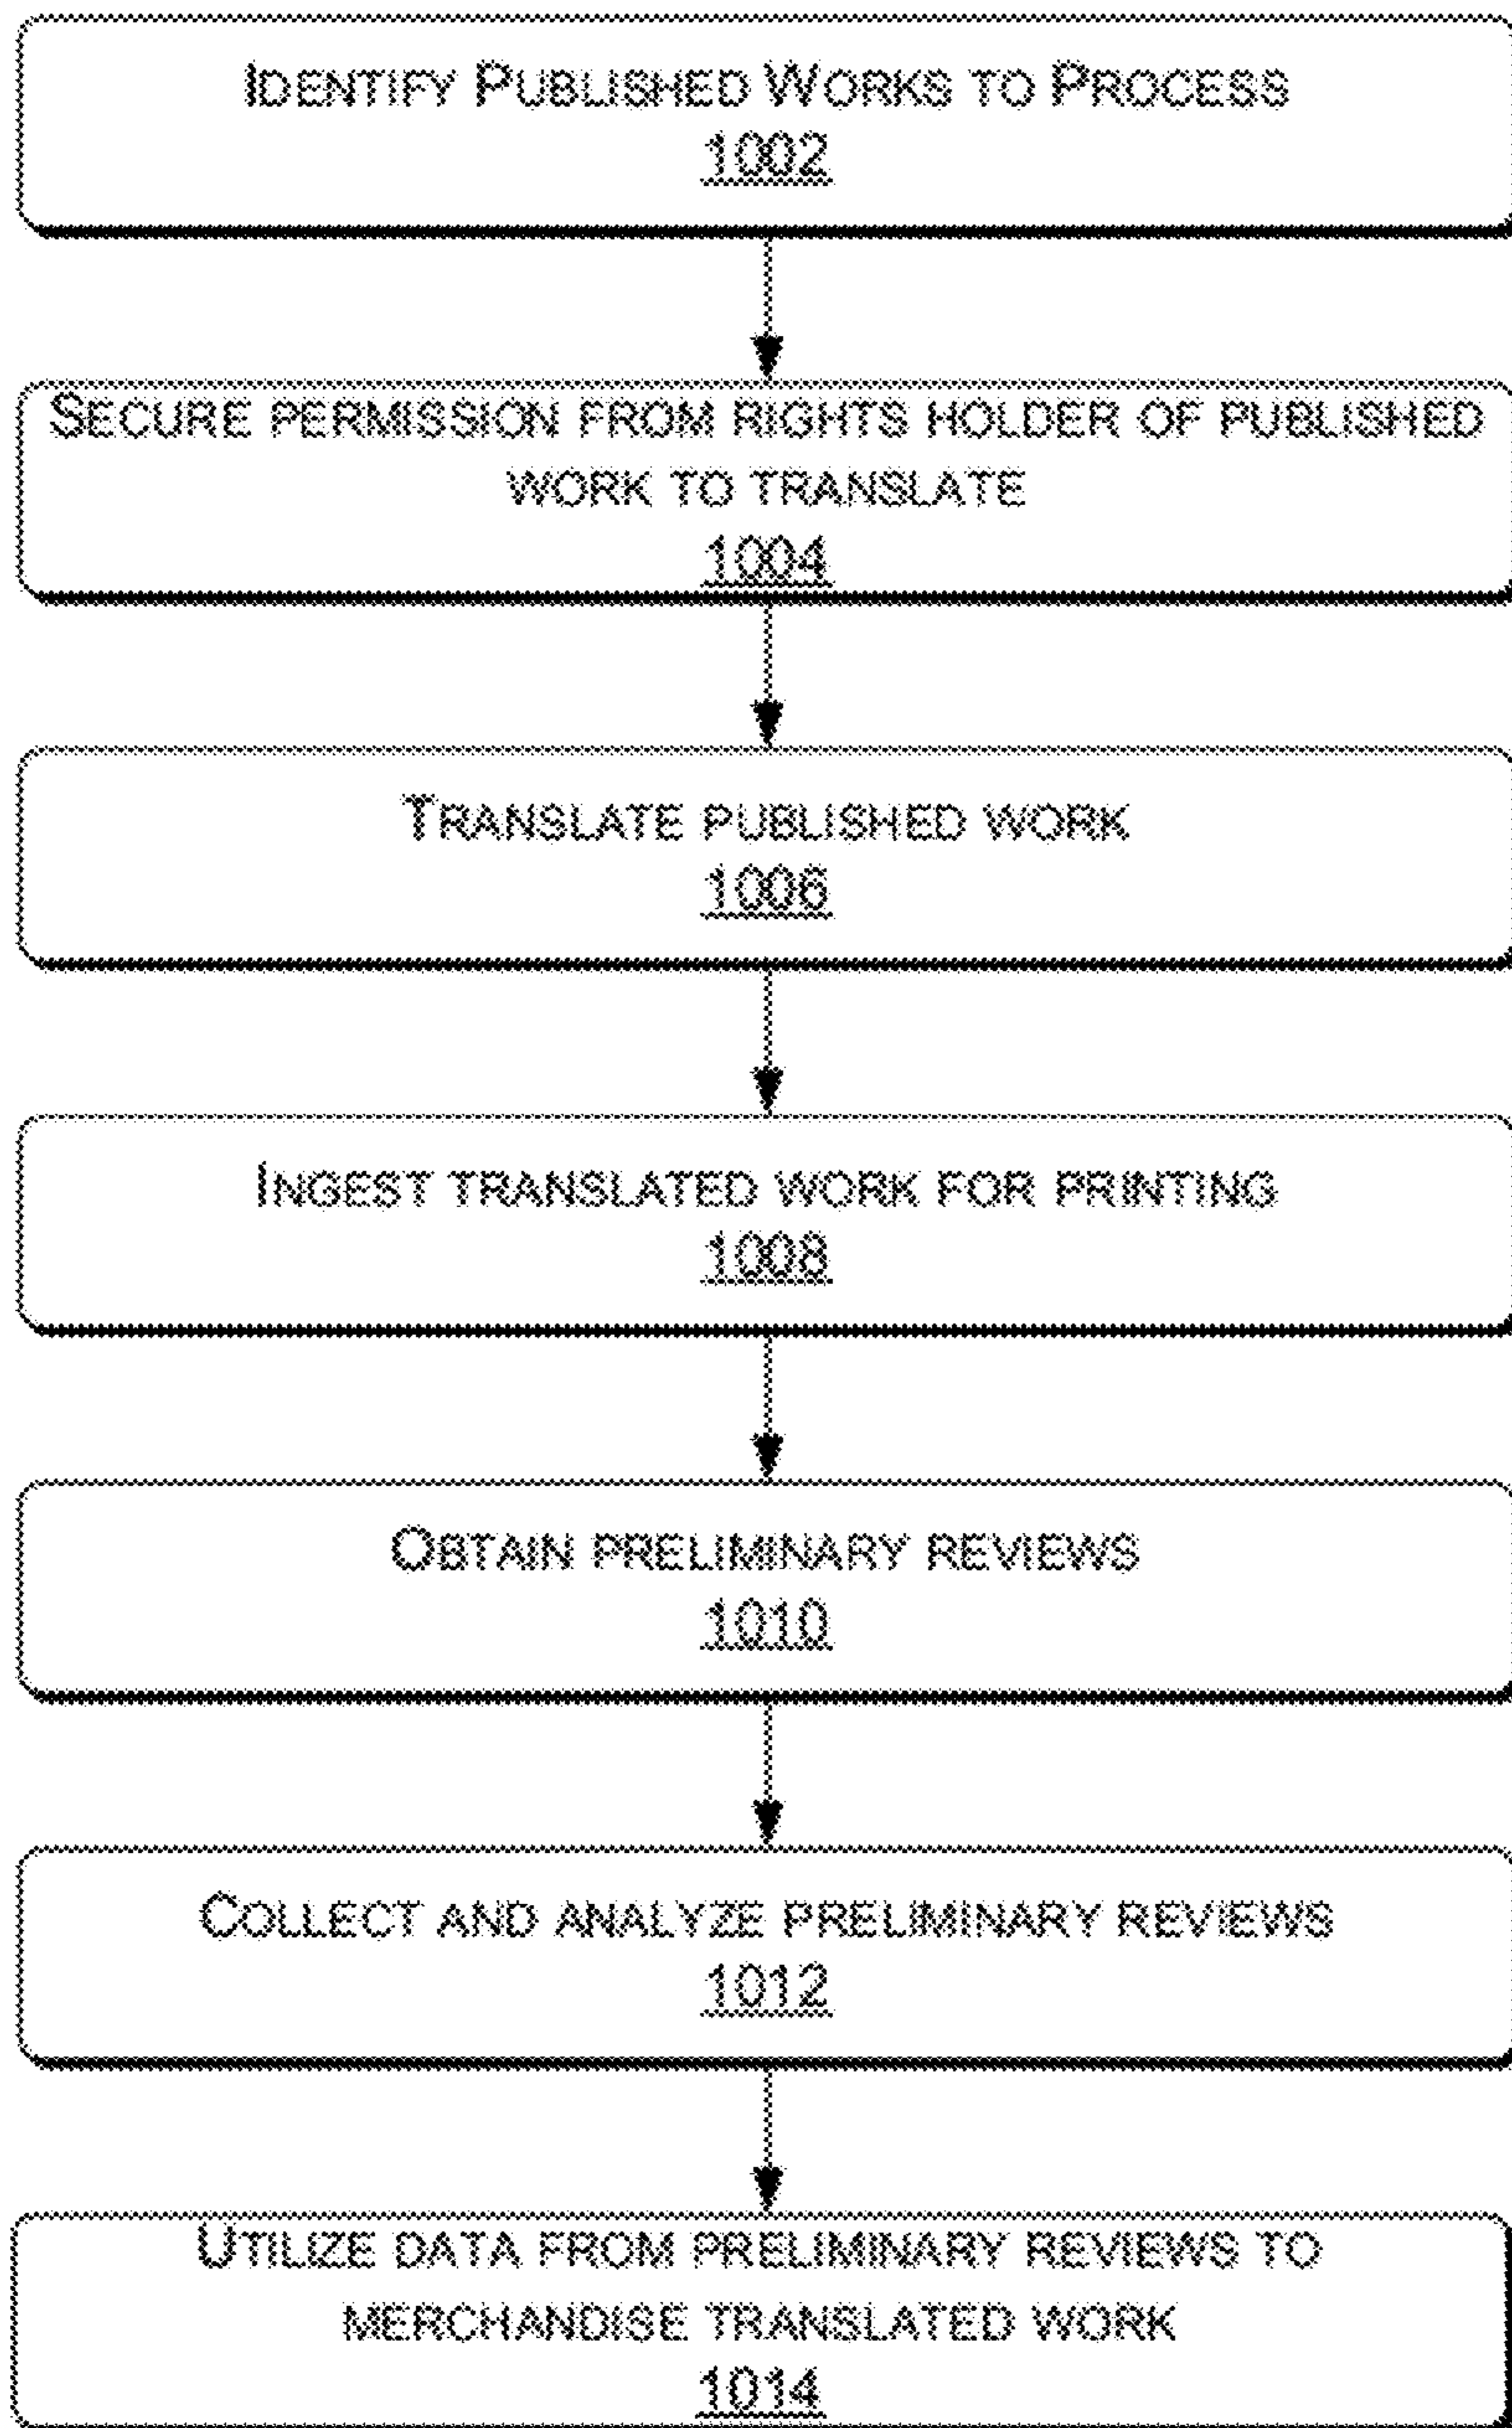 IDENTIFY PUBLISHED WORKS TO PROCESS
1002
SECURE PERMISSION FROM RIGHTS HOLDER OF PUBLISHED
WORK TO TRANSLATE
1004
TRANSLATE PUBLISHED WORK
1006
INGEST TRANSLATED WORK FOR PRINTING
1008
OBTAIN PRELIMINARY REVIEWS
1010
COLLECT AND ANALYZE PRELIMINARY REVIEWS
1012
UTILIZE DATA FROM PRELIMINARY REVIEWS TO
MERCHANDISE TRANSLATED WORK
1014